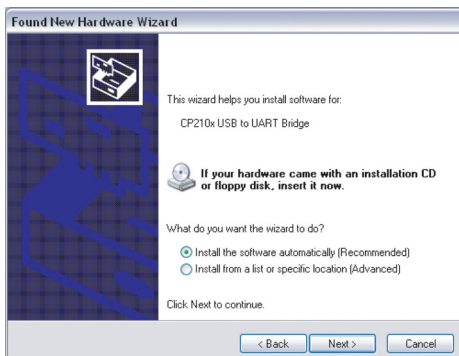 Found New Hardware Wizard
This wizard helps you install software for:
CP210x USB to UART Bridge
If your hardware came with an installation CD
or floppy disk, insert it now.
What do you want the wizard to do?
Install the software automatically (Recommended)
Install from a list or specific location (Advanced)
Click Next to continue.
< Back
Next >
Cancel